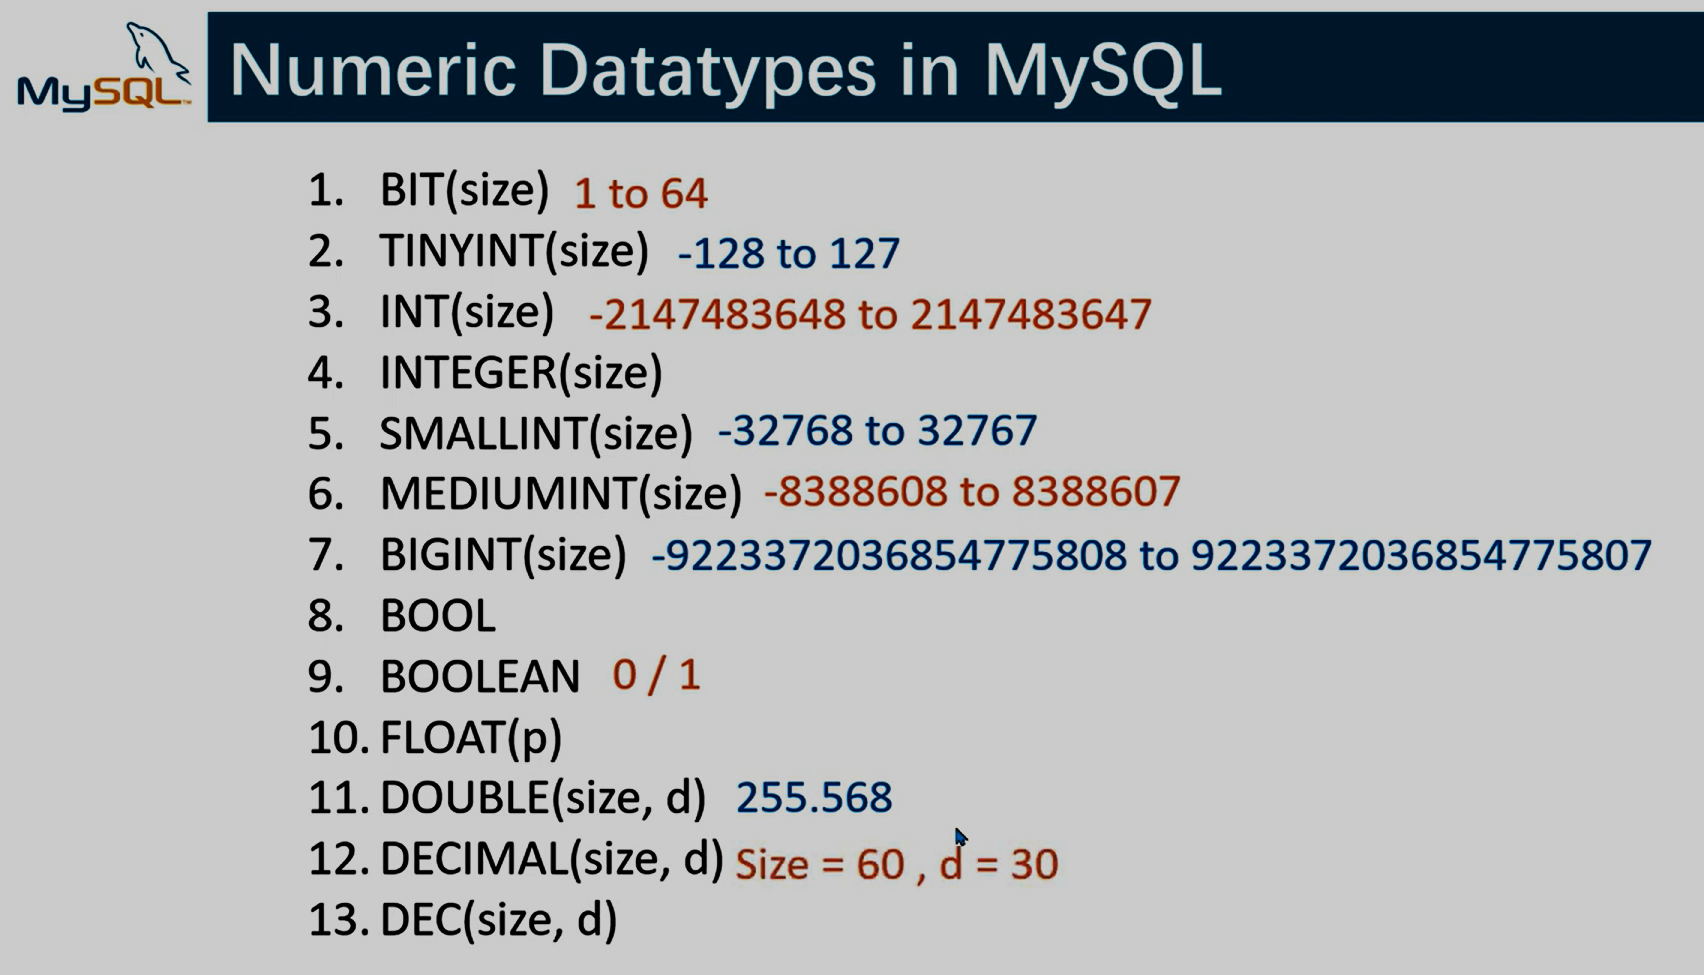 MySQL™
Numeric Datatypes in MySQL
1. BIT(size) 1 to 64
2. TINYINT(size) -128 to 127
3. INT(size) -2147483648 to 2147483647
4. INTEGER(size)
5. SMALLINT(size) -32768 to 32767
6. MEDIUMINT(size) -8388608 to 8388607
7. BIGINT(size) -9223372036854775808 to 9223372036854775807
8. BOOL
9. BOOLEAN 0 / 1
10. FLOAT(p)
11. DOUBLE(size, d) 255.568
12. DECIMAL(size, d) Size = 60 , d = 30
13. DEC(size, d)